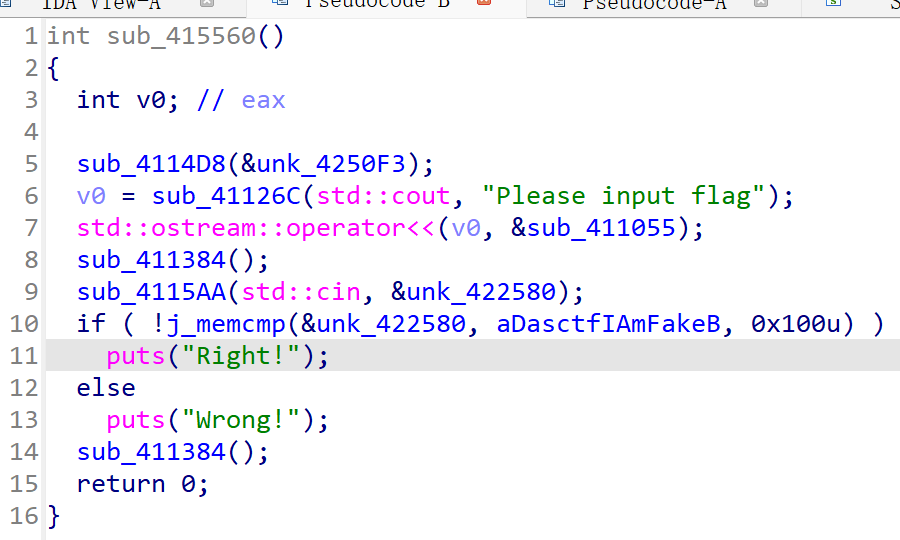 IDA View-A Pseudocode-B Pseudocode-A S
1 int sub_415560()
2 {
3 int v0; // eax
4
5 sub_4114D8(&unk_4250F3);
6 v0 = sub_41126C(std::cout, "Please input flag");
7 std::ostream::operator<<(v0, &sub_411055);
8 sub_411384();
9 sub_4115AA(std::cin, &unk_422580);
10 if ( !j_memcmp(&unk_422580, aDasctfIAmFakeB, 0x100u) )
11 puts("Right!");
12 else
13 puts("Wrong!");
14 sub_411384();
15 return 0;
16 }